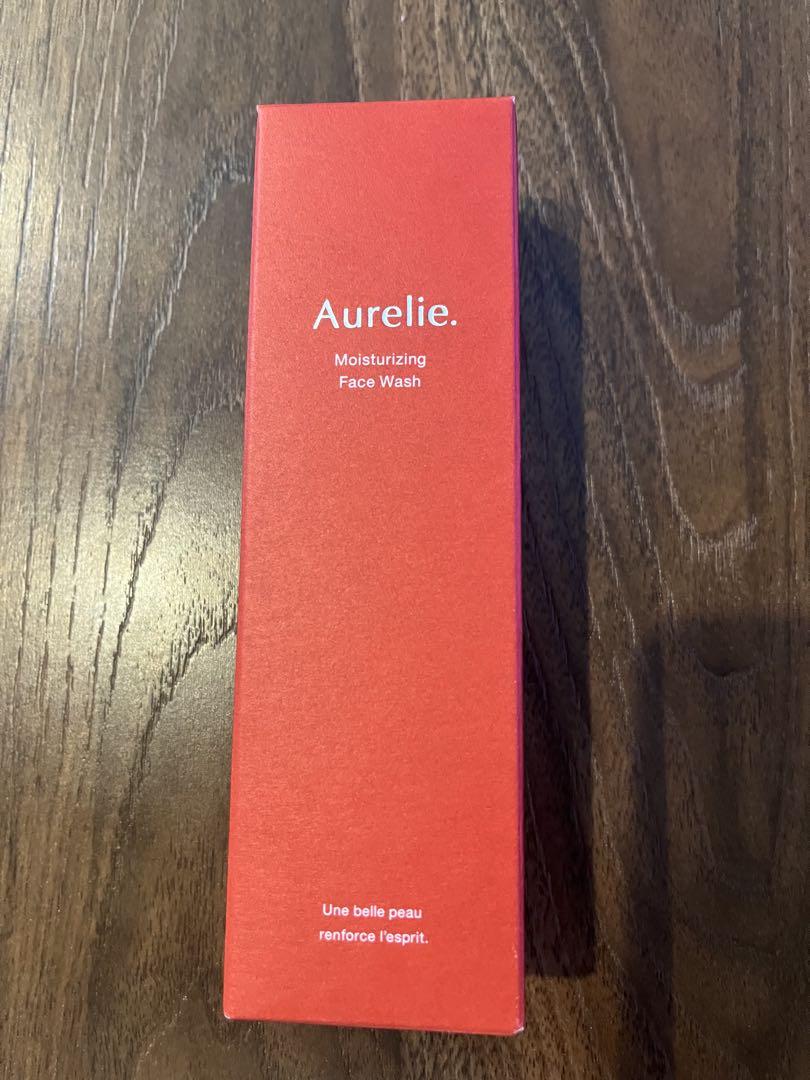 Aurelie.
Moisturizing
Face Wash
Une belle peau
renforce l'esprit.